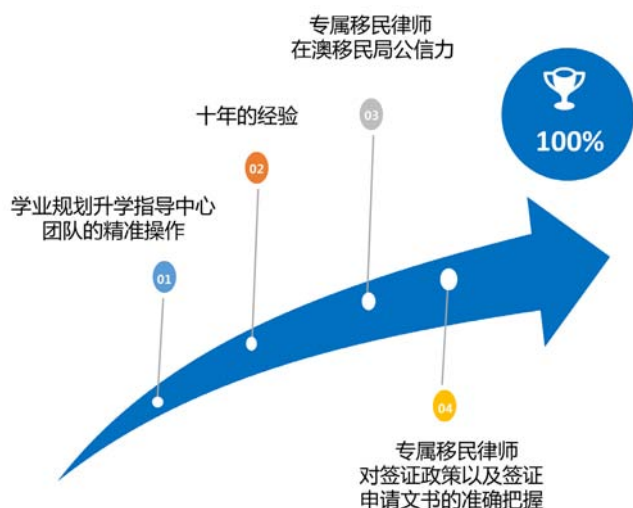 专属移民律师
在澳移民局公信力
100%
十年的经验
03
02
学业规划升学指导中心
团队的精准操作
01
04
专属移民律师
对签证政策以及签证
申请文书的准确把握